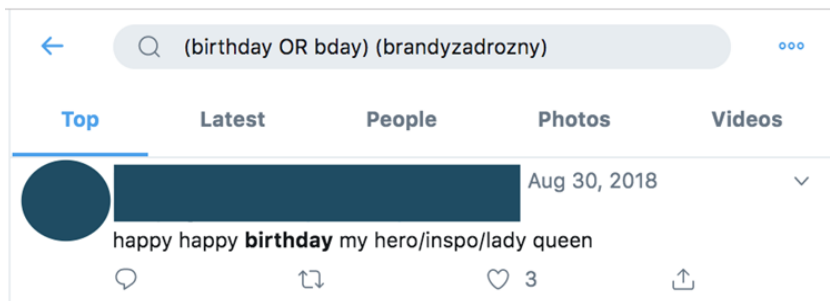 (birthday OR bday) (brandyzadrozny)
Top Latest People Photos Videos
Aug 30, 2018
happy happy birthday my hero/inspo/lady queen
3